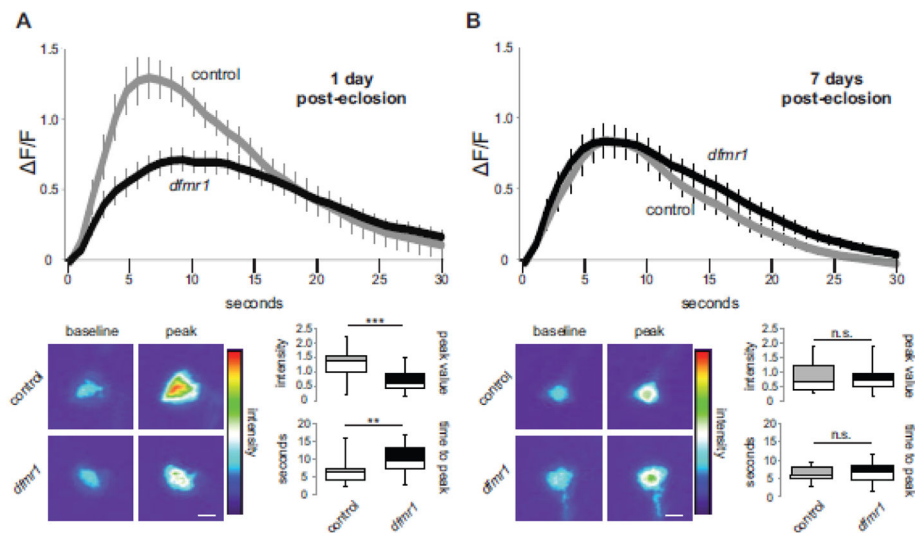 A
1.5
1.0
0.5
0
ΔF/F
control
dfmr1
1 day
post-eclosion
0 5 10 15 20 25 30
seconds
baseline peak
control
dfmr1
intensity
***
2.5
2.0
1.5
1.0
0.5
0
intensity
peak value
**
20
15
10
5
0
seconds
time to peak
control dfmr1
B
1.5
1.0
0.5
0
ΔF/F
dfmr1
control
7 days
post-eclosion
0 5 10 15 20 25 30
seconds
baseline peak
control
dfmr1
intensity
n.s.
2.5
2.0
1.5
1.0
0.5
0
intensity
peak value
n.s.
20
15
10
5
0
seconds
time to peak
control dfmr1